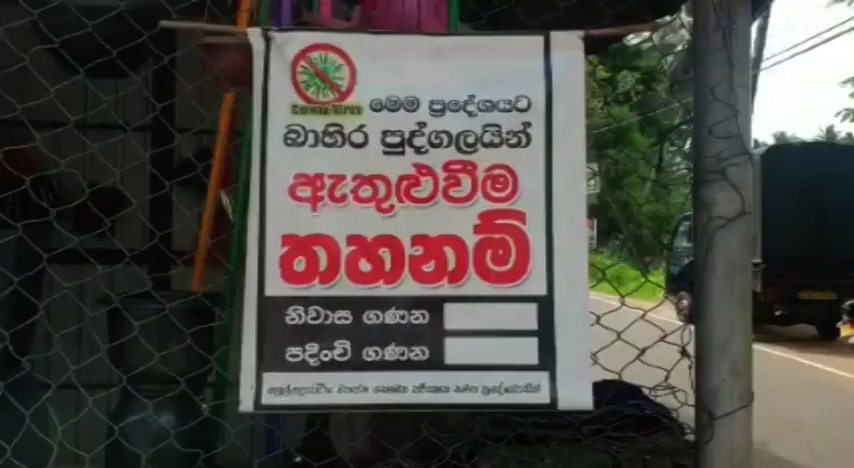 Corona Virus
මෙම ප්‍රදේශයට
බාහිර පුද්ගලයින්
ඇතුළුවීම
තහනම්
නිවාස ගණන
පදිංචි ගණන